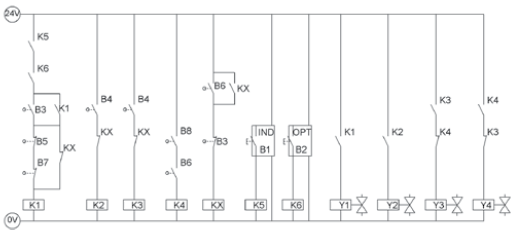 24V
K5
K6
B3
K1
B5
KX
B7
K1
B4
KX
K2
B4
KX
K3
B8
B6
K4
B6
KX
B3
KX
IND
B1
K5
OPT
B2
K6
K1
Y1
K2
Y2
K3
K4
Y3
K4
K3
Y4
0V